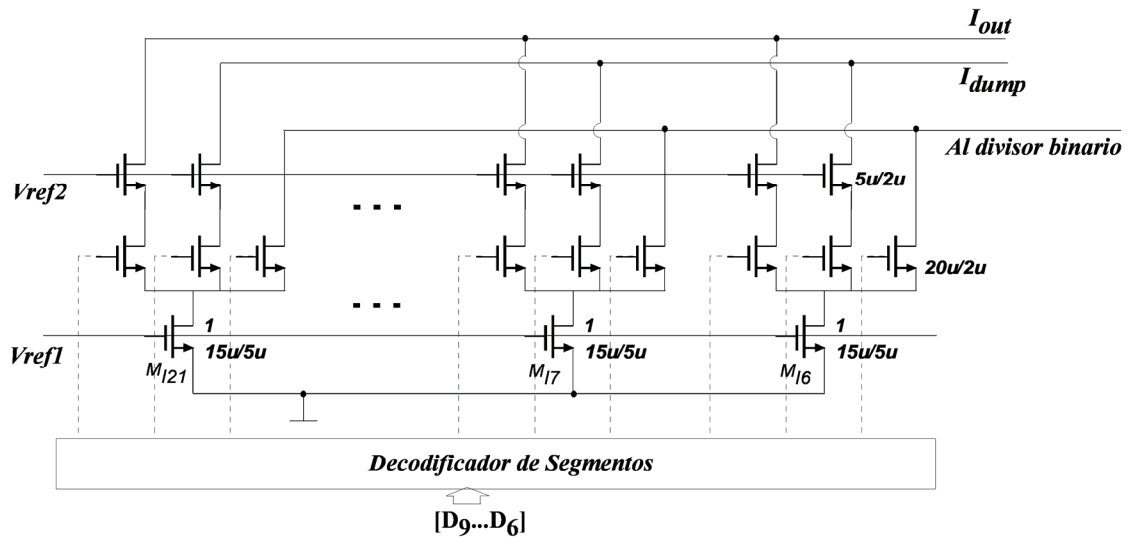 I_out
I_dump
Al divisor binario
Vref2
5u/2u
20u/2u
1
1
1
Vref1
15u/5u
15u/5u
15u/5u
M_I21
M_I7
M_I6
Decodificador de Segmentos
[D9...D6]